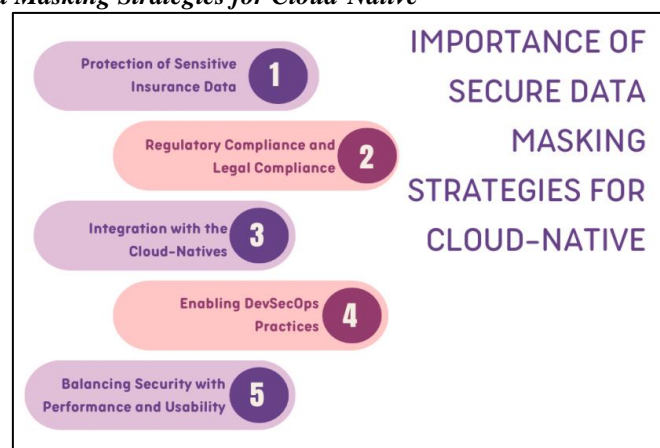 Masking Strategies for Cloud-Native
Protection of Sensitive
Insurance Data
1
Regulatory Compliance and
Legal Compliance
2
Integration with the
Cloud-Natives
3
Enabling DevSecOps
Practices
4
Balancing Security with
Performance and Usability
5
IMPORTANCE OF
SECURE DATA
MASKING
STRATEGIES FOR
CLOUD-NATIVE